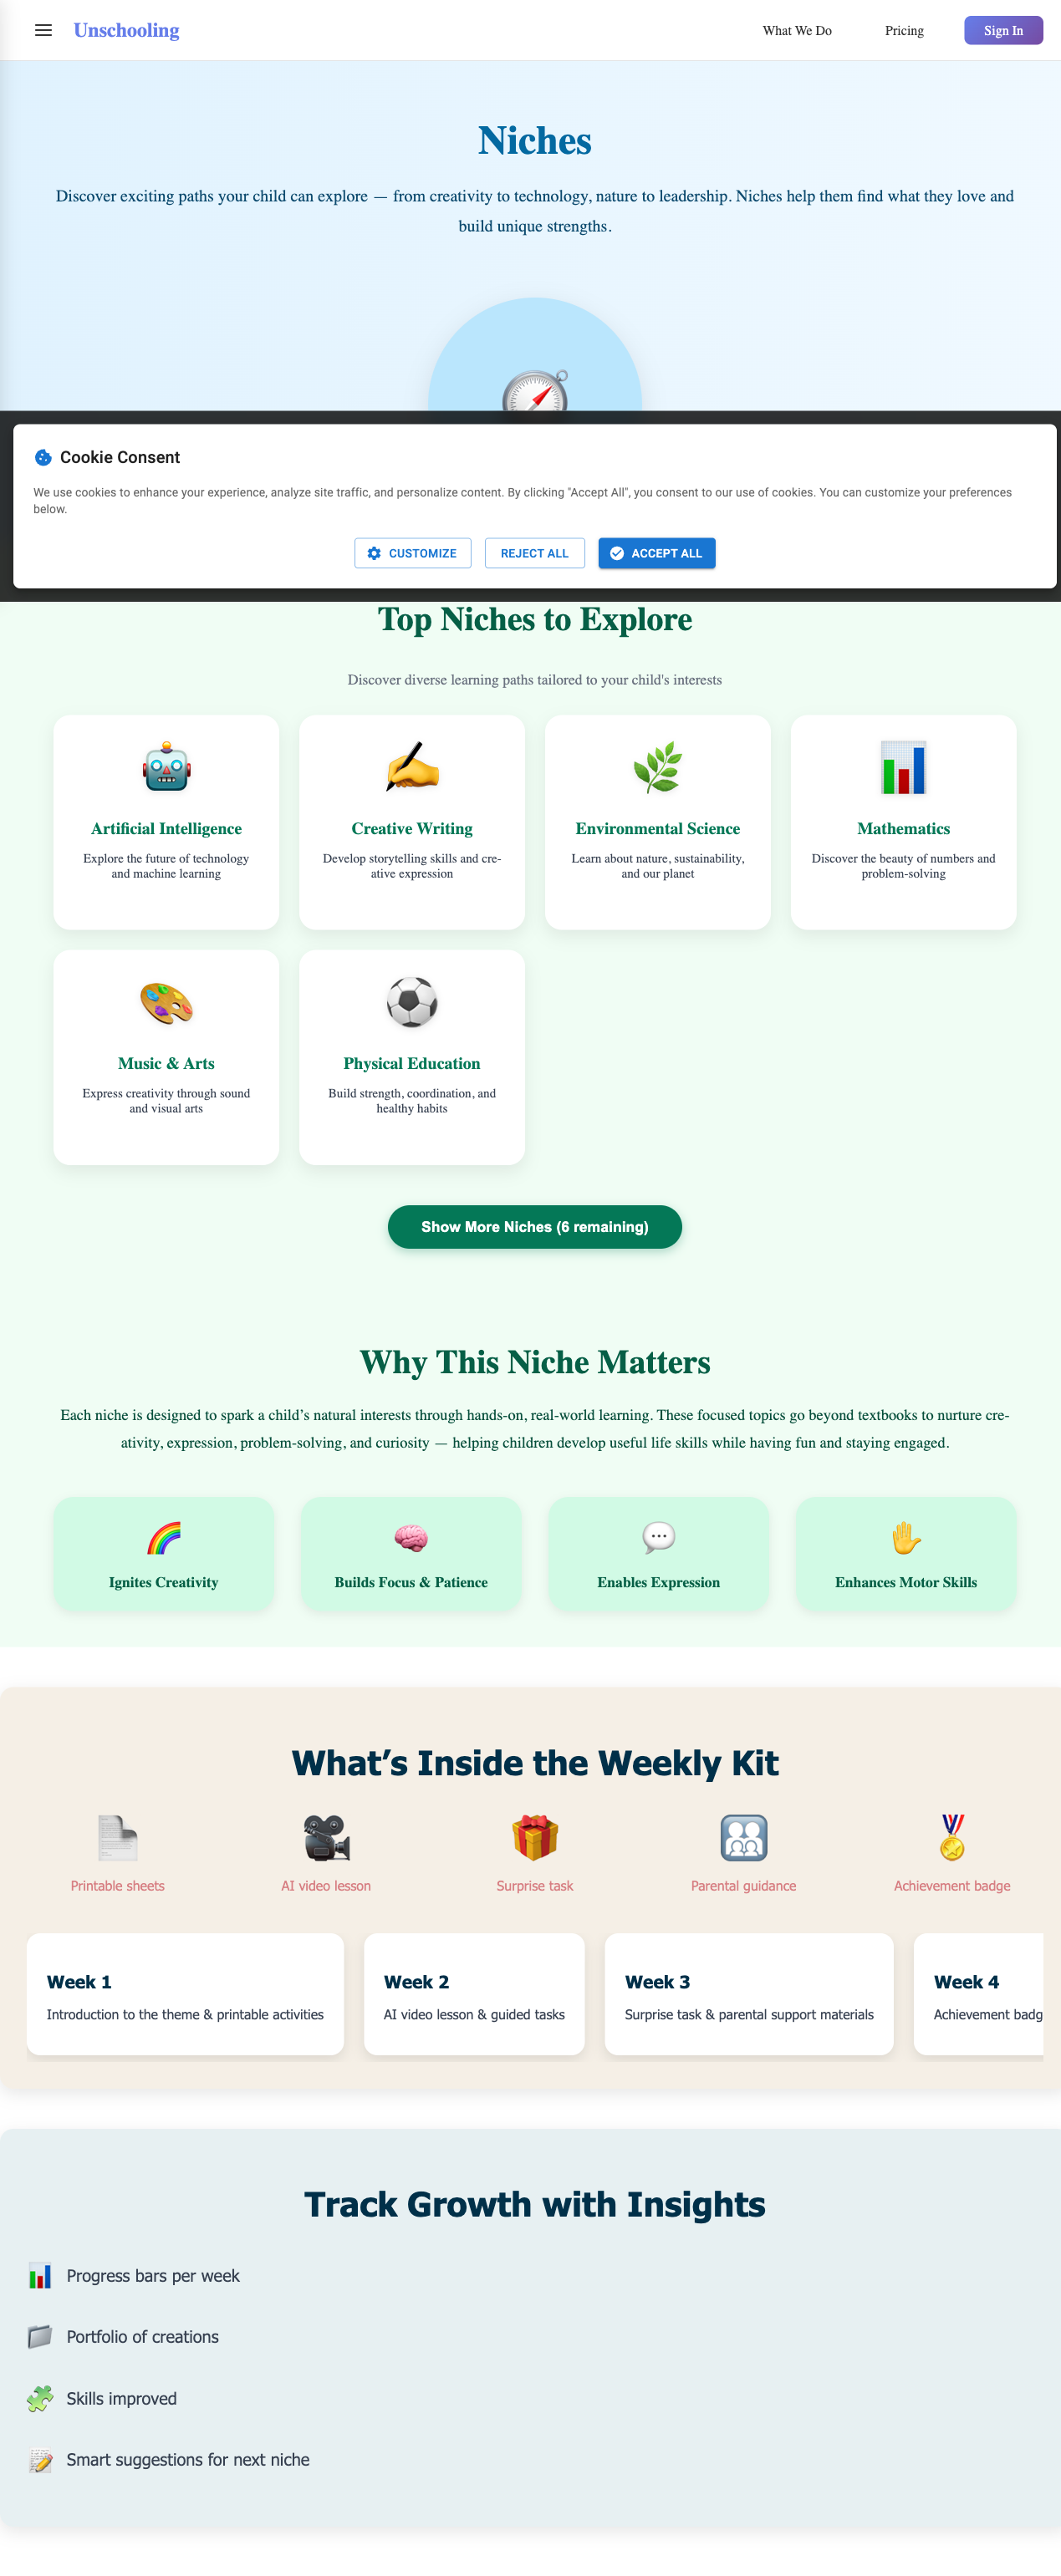 Unschooling
What We Do
Pricing
Sign In
Niches
Discover exciting paths your child can explore — from creativity to technology, nature to leadership. Niches help them find what they love and
build unique strengths.
Cookie Consent
We use cookies to enhance your experience, analyze site traffic, and personalize content. By clicking "Accept All", you consent to our use of cookies. You can customize your preferences
below.
CUSTOMIZE
REJECT ALL
ACCEPT ALL
Top Niches to Explore
Discover diverse learning paths tailored to your child's interests
Artificial Intelligence
Explore the future of technology
and machine learning
Creative Writing
Develop storytelling skills and cre-
ative expression
Environmental Science
Learn about nature, sustainability,
and our planet
Mathematics
Discover the beauty of numbers and
problem-solving
Music & Arts
Express creativity through sound
and visual arts
Physical Education
Build strength, coordination, and
healthy habits
Show More Niches (6 remaining)
Why This Niche Matters
Each niche is designed to spark a child’s natural interests through hands-on, real-world learning. These focused topics go beyond textbooks to nurture cre-
ativity, expression, problem-solving, and curiosity — helping children develop useful life skills while having fun and staying engaged.
Ignites Creativity
Builds Focus & Patience
Enables Expression
Enhances Motor Skills
What’s Inside the Weekly Kit
Printable sheets
AI video lesson
Surprise task
Parental guidance
Achievement badge
Week 1
Introduction to the theme & printable activities
Week 2
AI video lesson & guided tasks
Week 3
Surprise task & parental support materials
Week 4
Achievement badg
Track Growth with Insights
Progress bars per week
Portfolio of creations
Skills improved
Smart suggestions for next niche